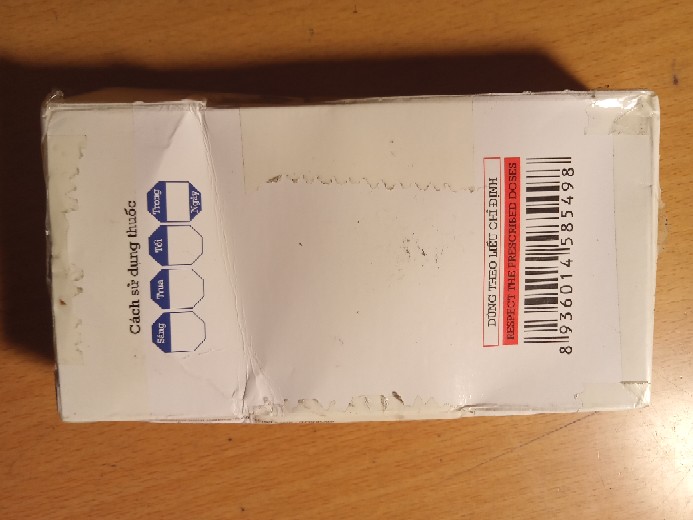 Cách sử dụng thuốc
Sáng
Trưa
Tối
Trong
Ngày
DÙNG THEO LIỀU CHỈ ĐỊNH
RESPECT THE PRESCRIBED DOSES
8 936014 585498